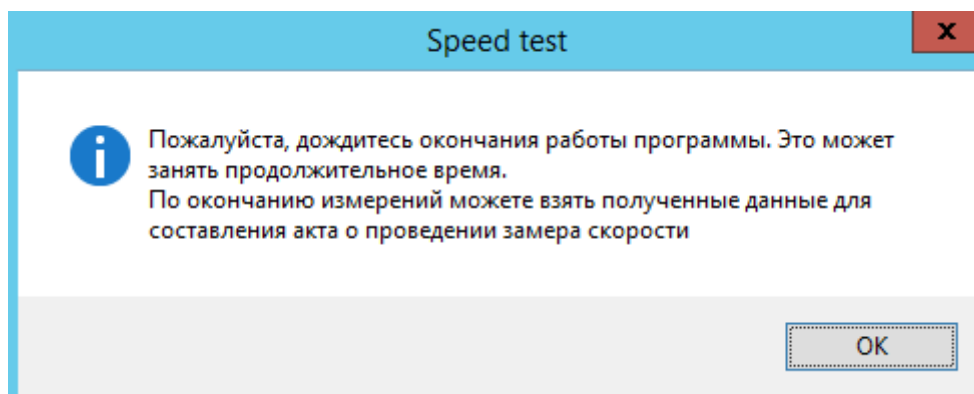 Speed test
x
Пожалуйста, дождитесь окончания работы программы. Это может
занять продолжительное время.
По окончанию измерений можете взять полученные данные для
составления акта о проведении замера скорости
OK